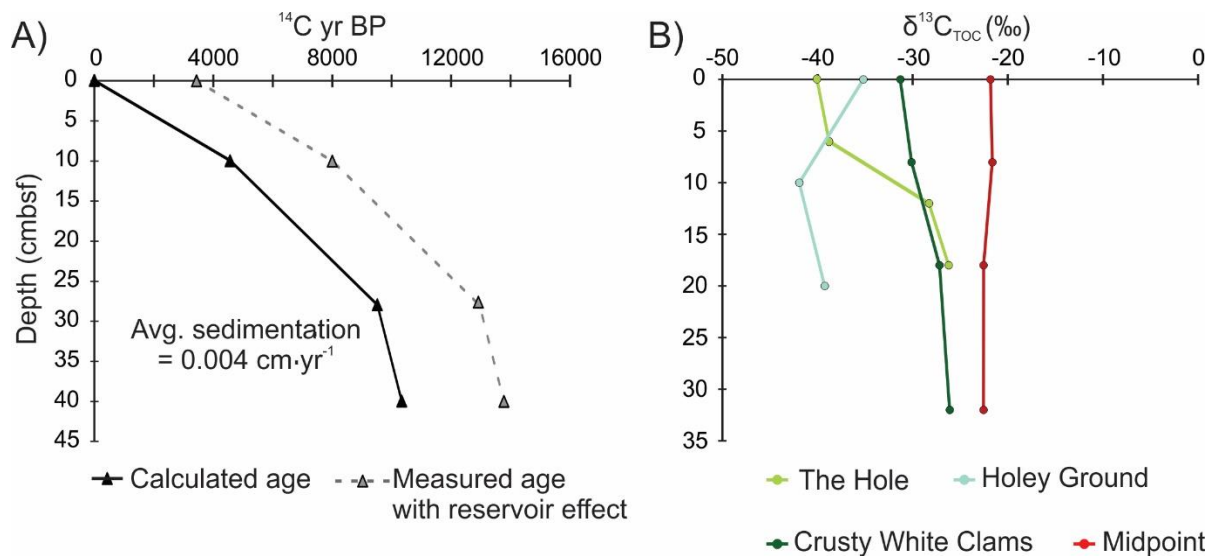 A)
¹⁴C yr BP
0 4000 8000 12000 16000
Depth (cmbsf)
0
5
10
15
20
25
30
35
40
45
Avg. sedimentation
= 0.004 cm·yr⁻¹
Calculated age
Measured age
with reservoir effect
B)
δ¹³C_TOC (‰)
-50 -40 -30 -20 -10 0
0
5
10
15
20
25
30
35
The Hole
Holey Ground
Crusty White Clams
Midpoint